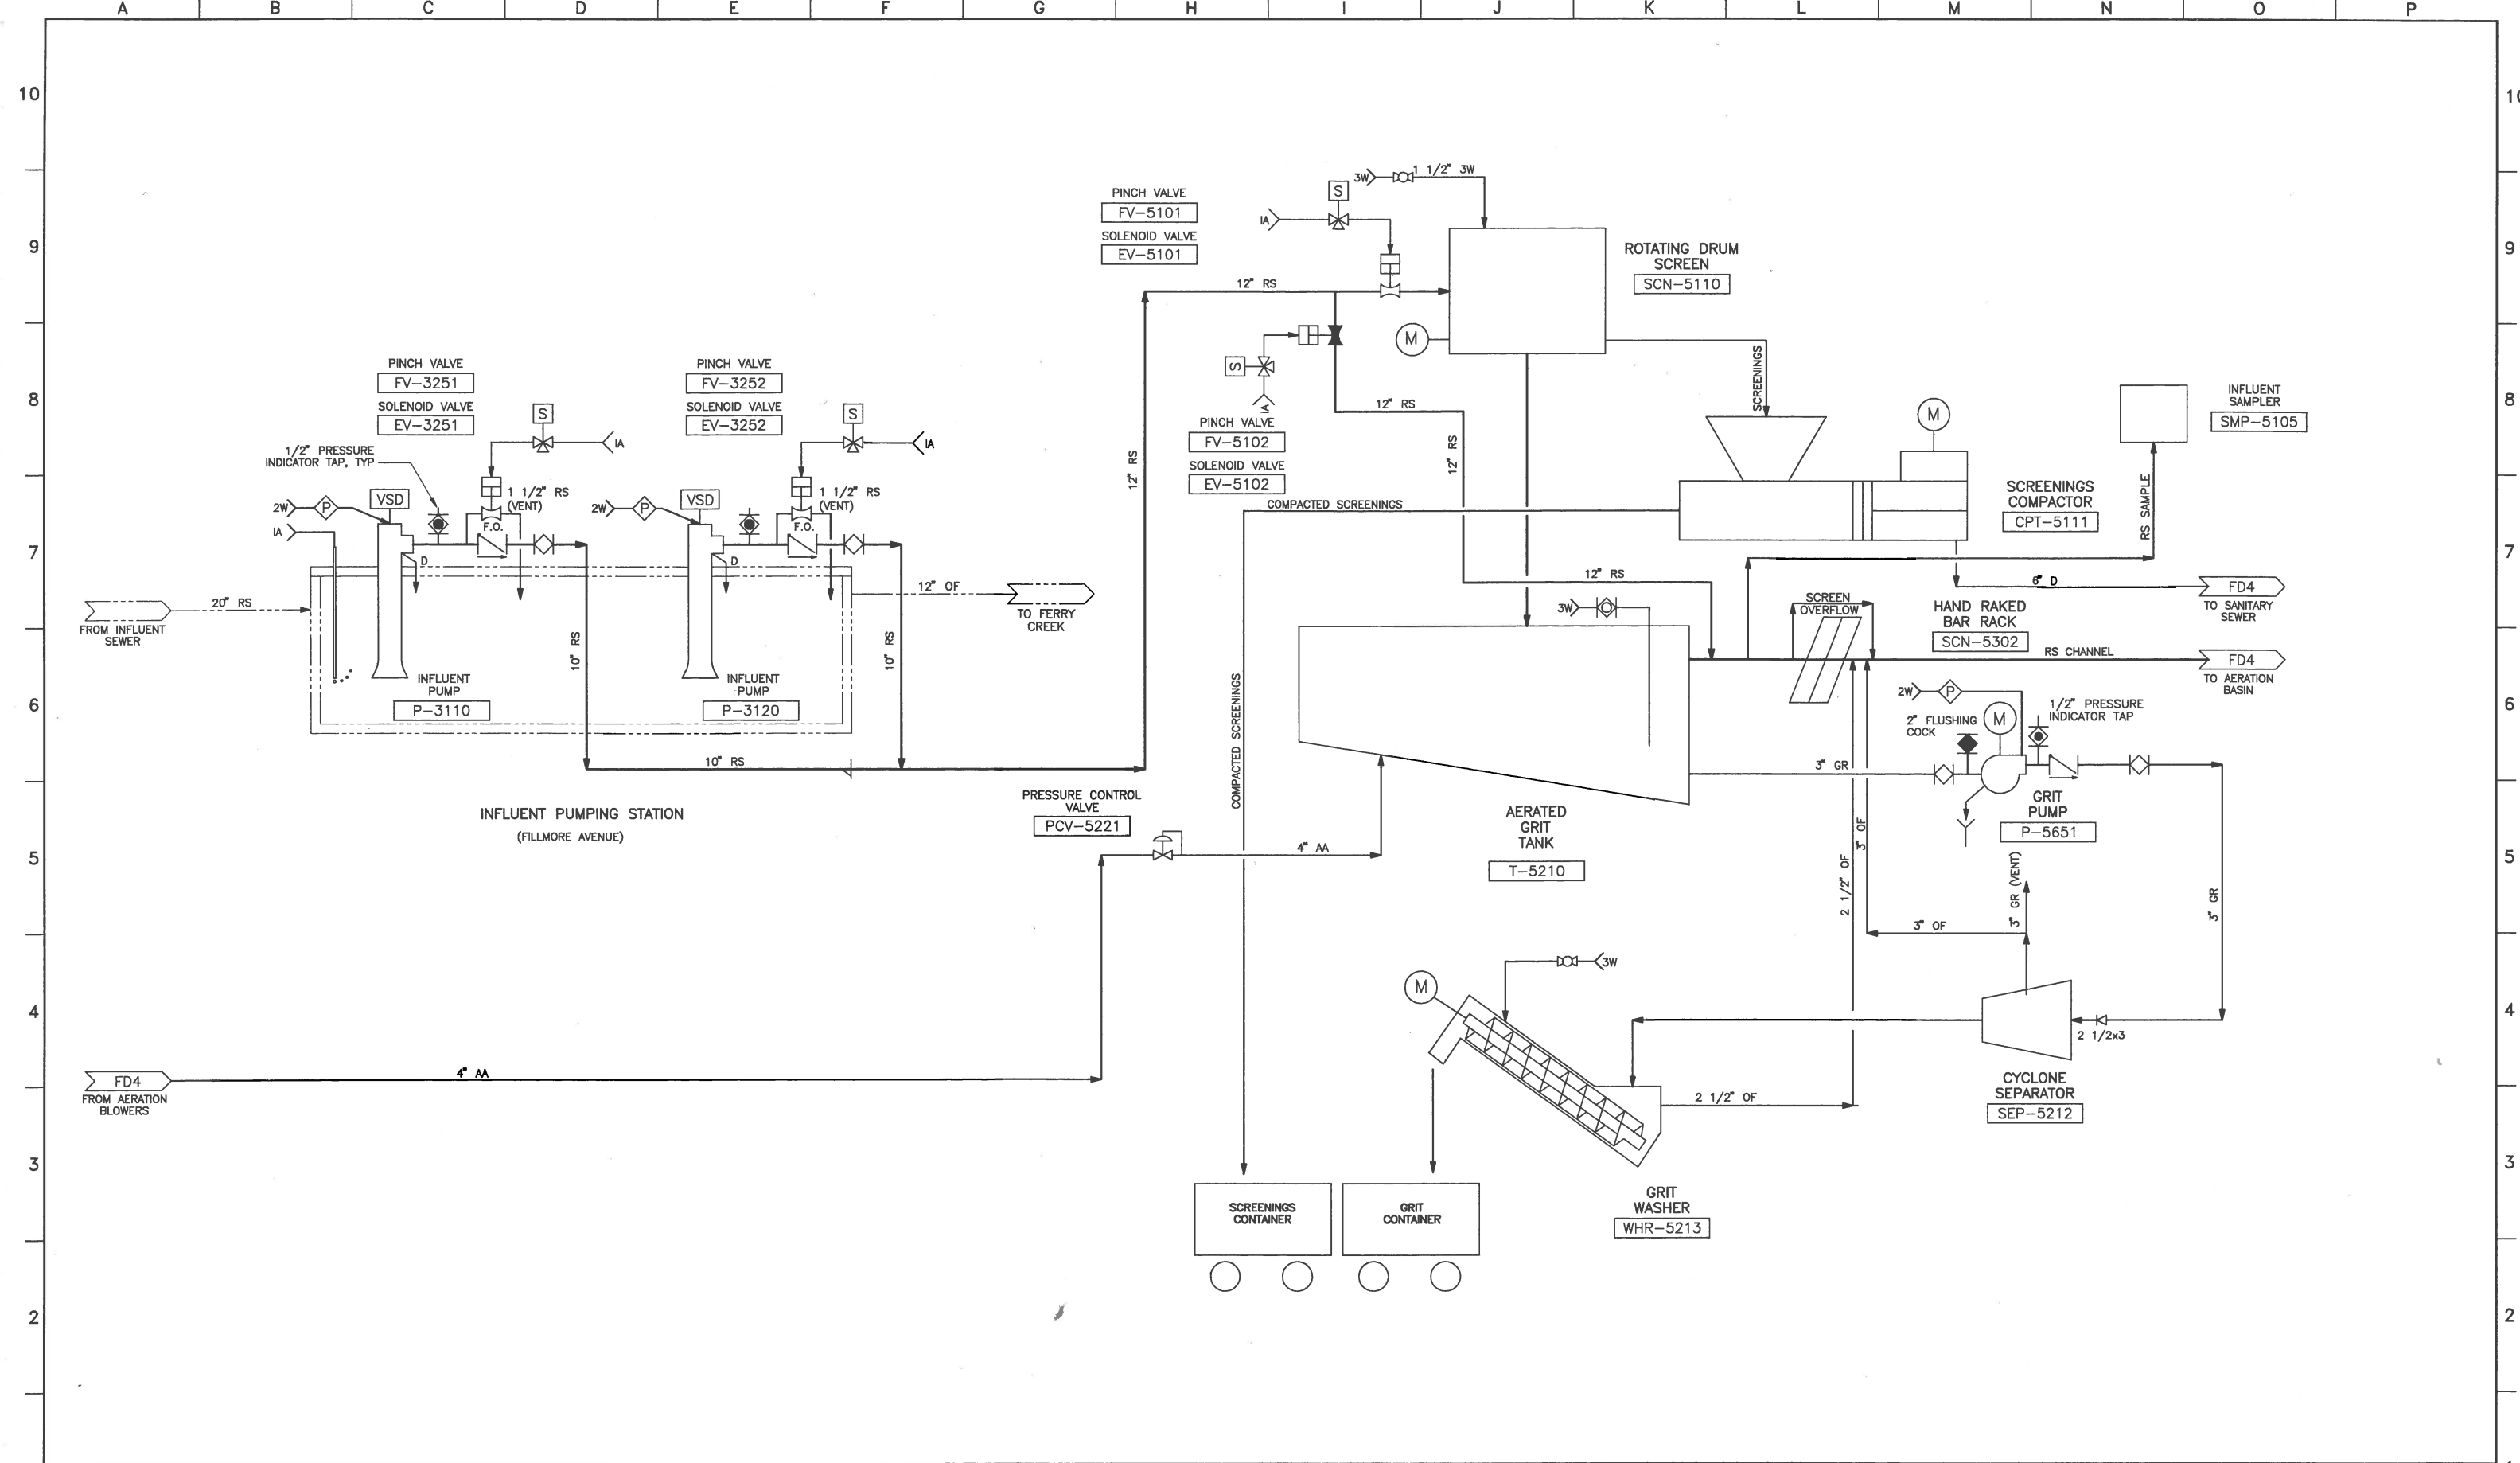 A B C D E F G H I J K L M N O P
10
10
9
9
8
8
7
7
6
6
5
5
4
4
3
3
2
2
PINCH VALVE
FV-3251
SOLENOID VALVE
EV-3251
1/2" PRESSURE
INDICATOR TAP, TYP
S
IA
2W
P
VSD
IA
1 1/2" RS
(VENT)
F.O.
D
PINCH VALVE
FV-3252
SOLENOID VALVE
EV-3252
S
IA
2W
P
VSD
1 1/2" RS
(VENT)
F.O.
D
20" RS
FROM INFLUENT
SEWER
INFLUENT
PUMP
P-3110
10" RS
INFLUENT
PUMP
P-3120
10" RS
12" OF
TO FERRY
CREEK
10" RS
INFLUENT PUMPING STATION
(FILLMORE AVENUE)
FD4
FROM AERATION
BLOWERS
4" AA
PINCH VALVE
FV-5101
SOLENOID VALVE
EV-5101
S
IA
3W
1 1/2" 3W
12" RS
12" RS
ROTATING DRUM
SCREEN
SCN-5110
M
S
IA
PINCH VALVE
FV-5102
SOLENOID VALVE
EV-5102
12" RS
12" RS
SCREENINGS
M
INFLUENT
SAMPLER
SMP-5105
COMPACTED SCREENINGS
SCREENINGS
COMPACTOR
CPT-5111
RS SAMPLE
12" RS
6" D
FD4
TO SANITARY
SEWER
3W
SCREEN
OVERFLOW
HAND RAKED
BAR RACK
SCN-5302
RS CHANNEL
FD4
TO AERATION
BASIN
COMPACTED SCREENINGS
2W
P
M
2" FLUSHING
COCK
1/2" PRESSURE
INDICATOR TAP
3" GR
GRIT
PUMP
P-5651
PRESSURE CONTROL
VALVE
PCV-5221
4" AA
AERATED
GRIT
TANK
T-5210
2 1/2" OF
3" OF
3" GR (VENT)
3" GR
3" OF
3W
M
2 1/2x3
CYCLONE
SEPARATOR
SEP-5212
2 1/2" OF
GRIT
WASHER
WHR-5213
SCREENINGS
CONTAINER
GRIT
CONTAINER